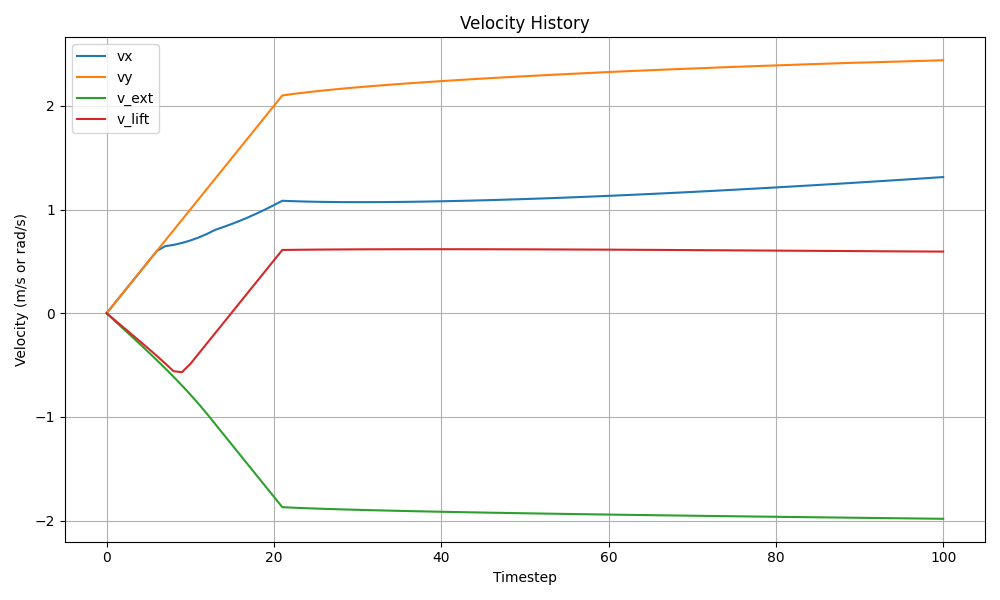 Velocity History
vx
vy
v_ext
v_lift
Velocity (m/s or rad/s)
2
1
0
−1
−2
0
20
40
60
80
100
Timestep